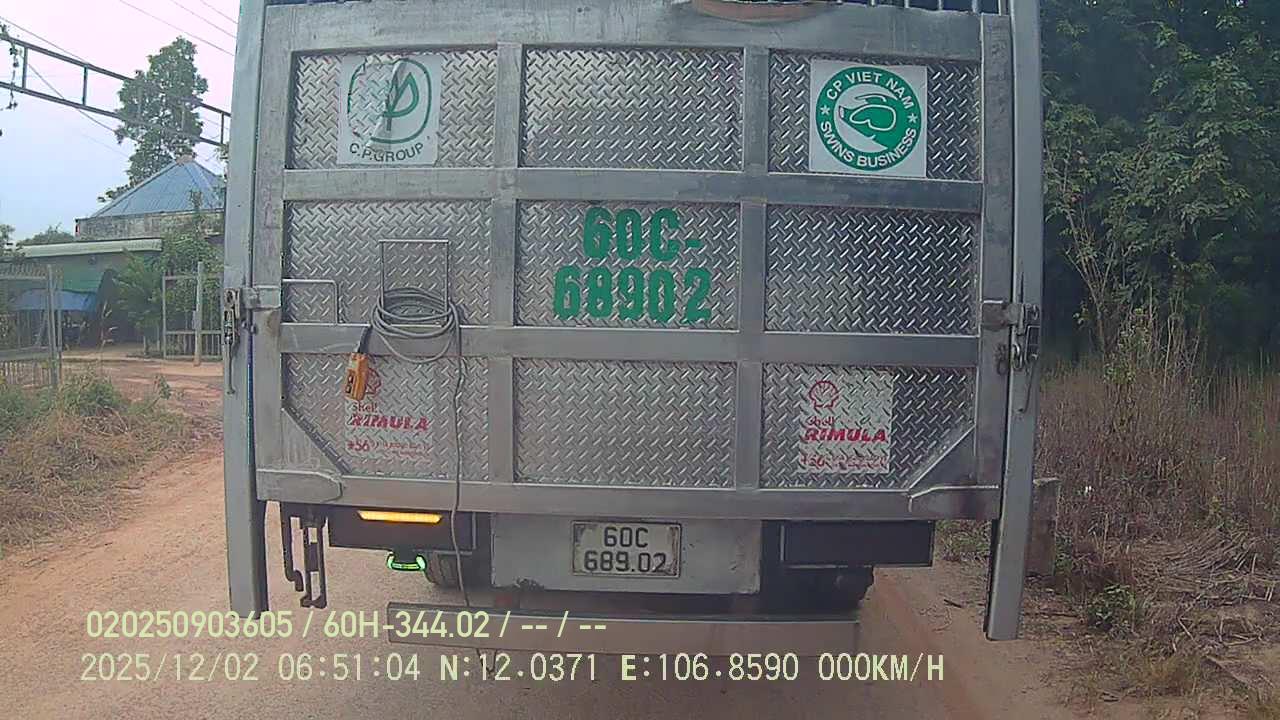 C.P.GROUP
CP VIET NAM
SWINS BUSINESS
60C-
68902
Shell
RIMULA
Shell
RIMULA
60C
689.02
020250903605 / 60H-344.02 / -- / --
2025/12/02 06:51:04 N:12.0371 E:106.8590 000KM/H